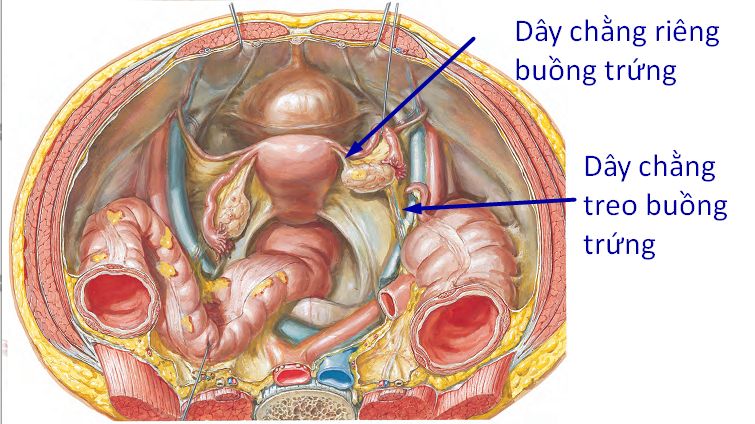 Dây chằng riêng
buồng trứng
Dây chằng
treo buồng
trứng